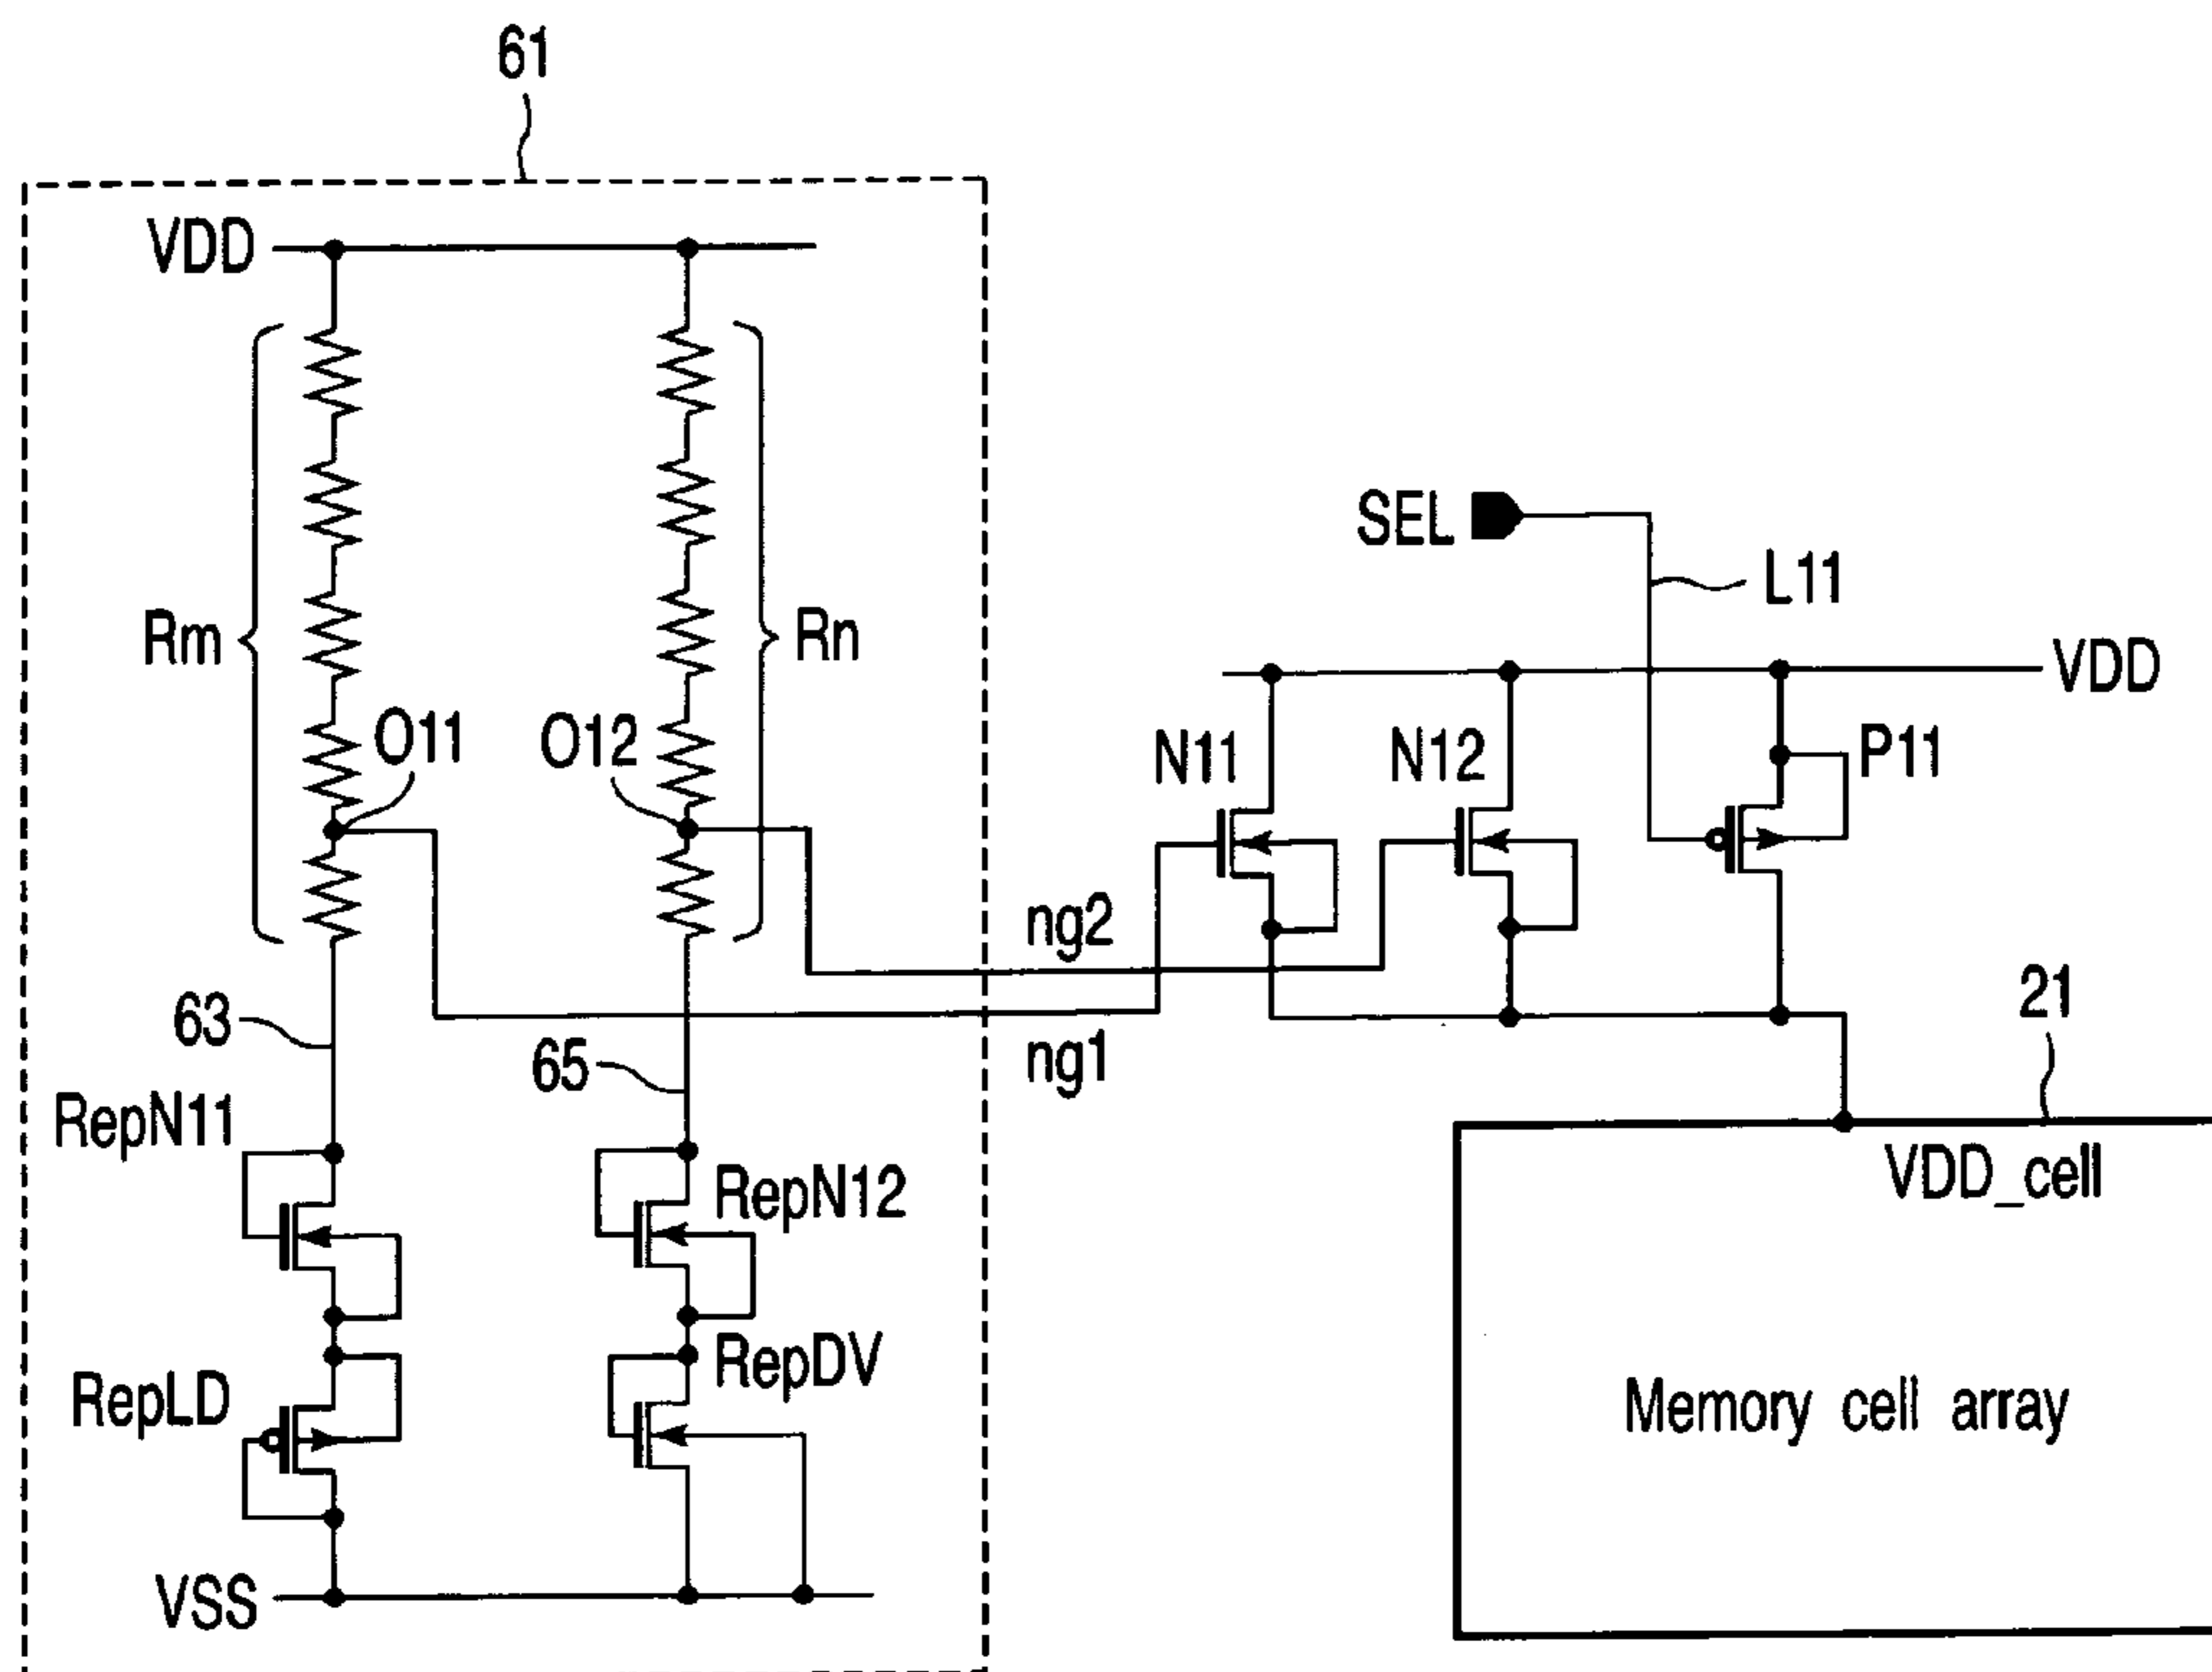 61
VDD
SEL
L11
Rm
Rn
VDD
O11
O12
N11
N12
P11
ng2
63
21
65
ng1
RepN11
VDD_cell
RepN12
RepDV
RepLD
Memory cell array
VSS